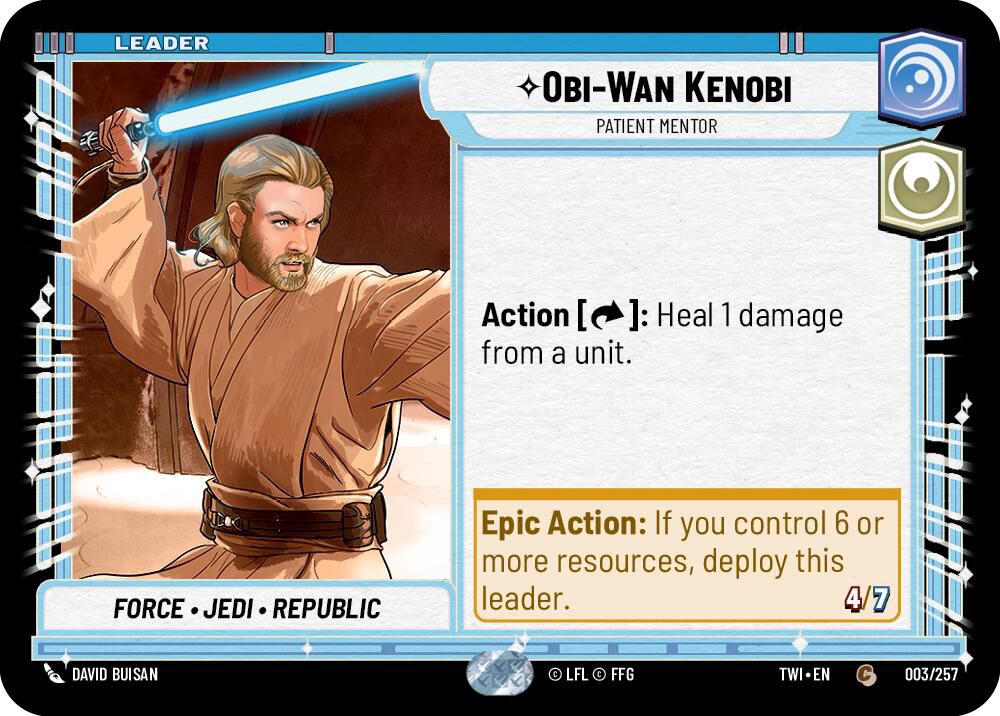 LEADER
OBI-WAN KENOBI
PATIENT MENTOR
Action [ ]: Heal 1 damage
from a unit.
Epic Action: If you control 6 or
more resources, deploy this
leader.
4/7
FORCE • JEDI • REPUBLIC
DAVID BUISAN
© LFL © FFG
TWI • EN
C
003/257